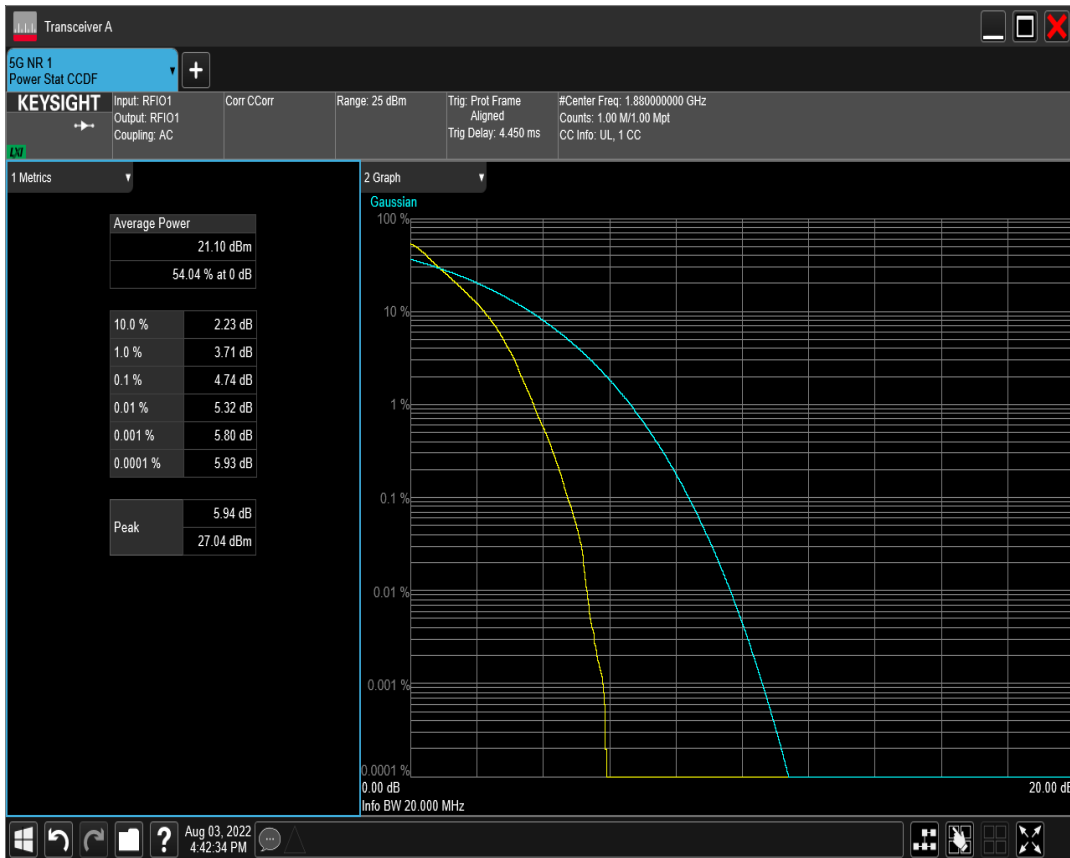 Transceiver A
5G NR 1
Power Stat CCDF
KEYSIGHT
LXI
Input: RFIO1
Output: RFIO1
Coupling: AC
Corr CCorr
Range: 25 dBm
Trig: Prot Frame
Aligned
Trig Delay: 4.450 ms
#Center Freq: 1.880000000 GHz
Counts: 1.00 M/1.00 Mpt
CC Info: UL, 1 CC
1 Metrics
Average Power
21.10 dBm
54.04 % at 0 dB
10.0 % 2.23 dB
1.0 % 3.71 dB
0.1 % 4.74 dB
0.01 % 5.32 dB
0.001 % 5.80 dB
0.0001 % 5.93 dB
Peak 5.94 dB
27.04 dBm
2 Graph
Gaussian
100 %
10 %
1 %
0.1 %
0.01 %
0.001 %
0.0001 %
0.00 dB 20.00 dB
Info BW 20.000 MHz
Aug 03, 2022
4:42:34 PM